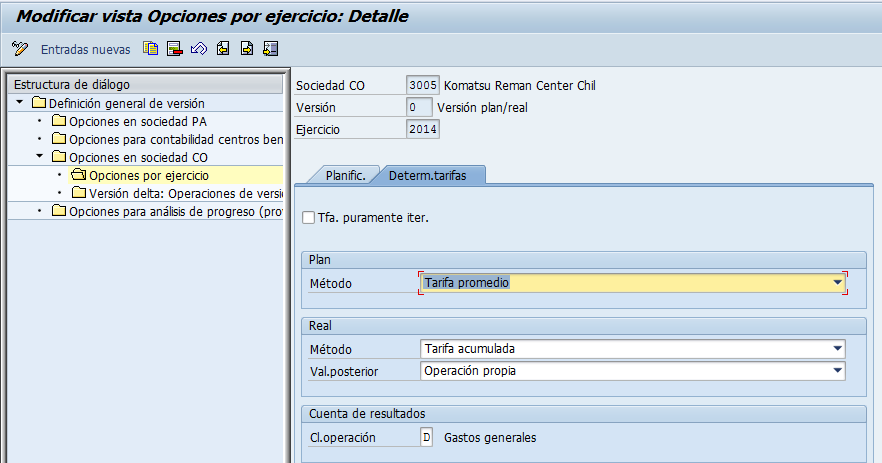 Modificar vista Opciones por ejercicio: Detalle
Entradas nuevas
Estructura de diálogo
Definición general de versión
Opciones en sociedad PA
Opciones para contabilidad centros ben
Opciones en sociedad CO
Opciones por ejercicio
Versión delta: Operaciones de versi
Opciones para análisis de progreso (pro
Sociedad CO 3005 Komatsu Reman Center Chil
Versión 0 Versión plan/real
Ejercicio 2014
Planific. Determ.tarifas
Tfa. puramente iter.
Plan
Método Tarifa promedio
Real
Método Tarifa acumulada
Val.posterior Operación propia
Cuenta de resultados
Cl.operación D Gastos generales